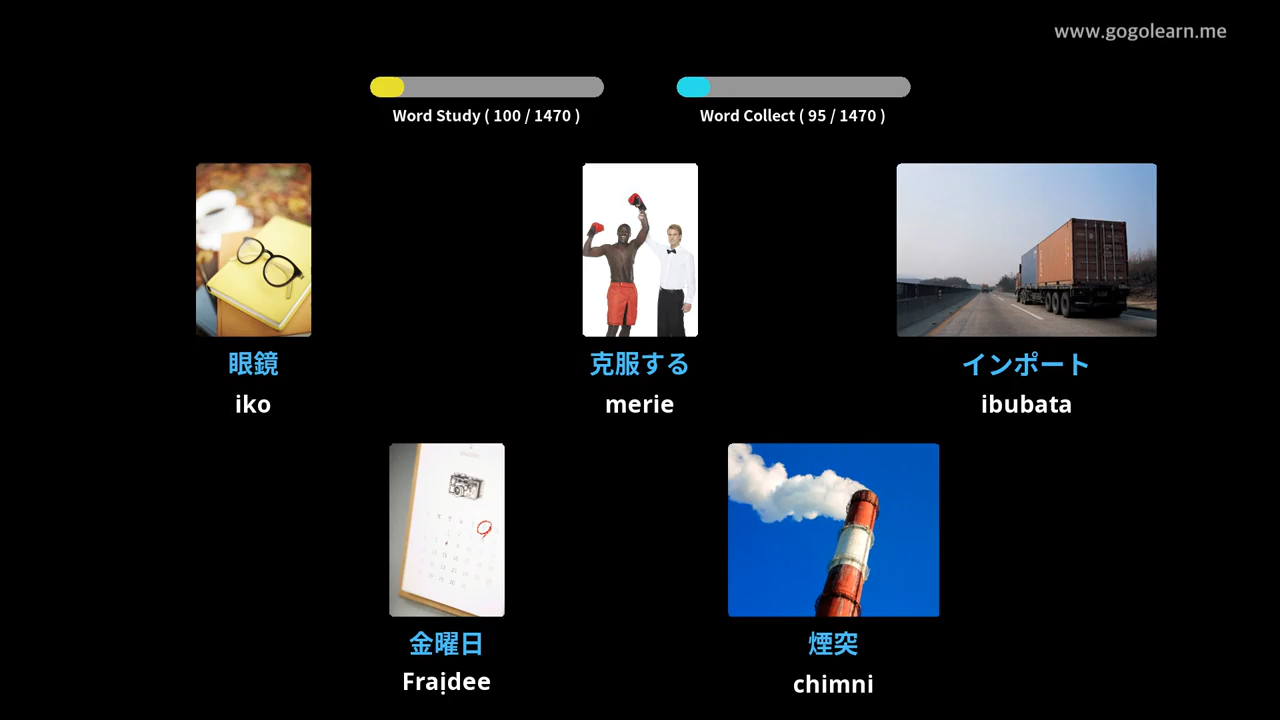 www.gogolearn.me
Word Study ( 100 / 1470 )
Word Collect ( 95 / 1470 )
眼鏡
iko
克服する
merie
インポート
ibubata
金曜日
Fraịdee
煙突
chimni